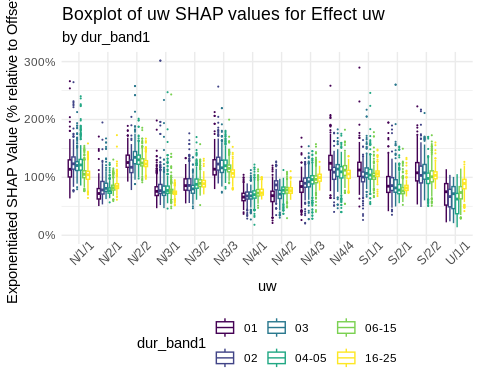 Boxplot of uw SHAP values for Effect uw
by dur_band1
Exponentiated SHAP Value (% relative to Offse
300%
200%
100%
0%
N/1/1
N/2/1
N/2/2
N/3/1
N/3/2
N/3/3
N/4/1
N/4/2
N/4/3
N/4/4
S/1/1
S/2/1
S/2/2
U/1/1
uw
dur_band1
01
03
06-15
02
04-05
16-25